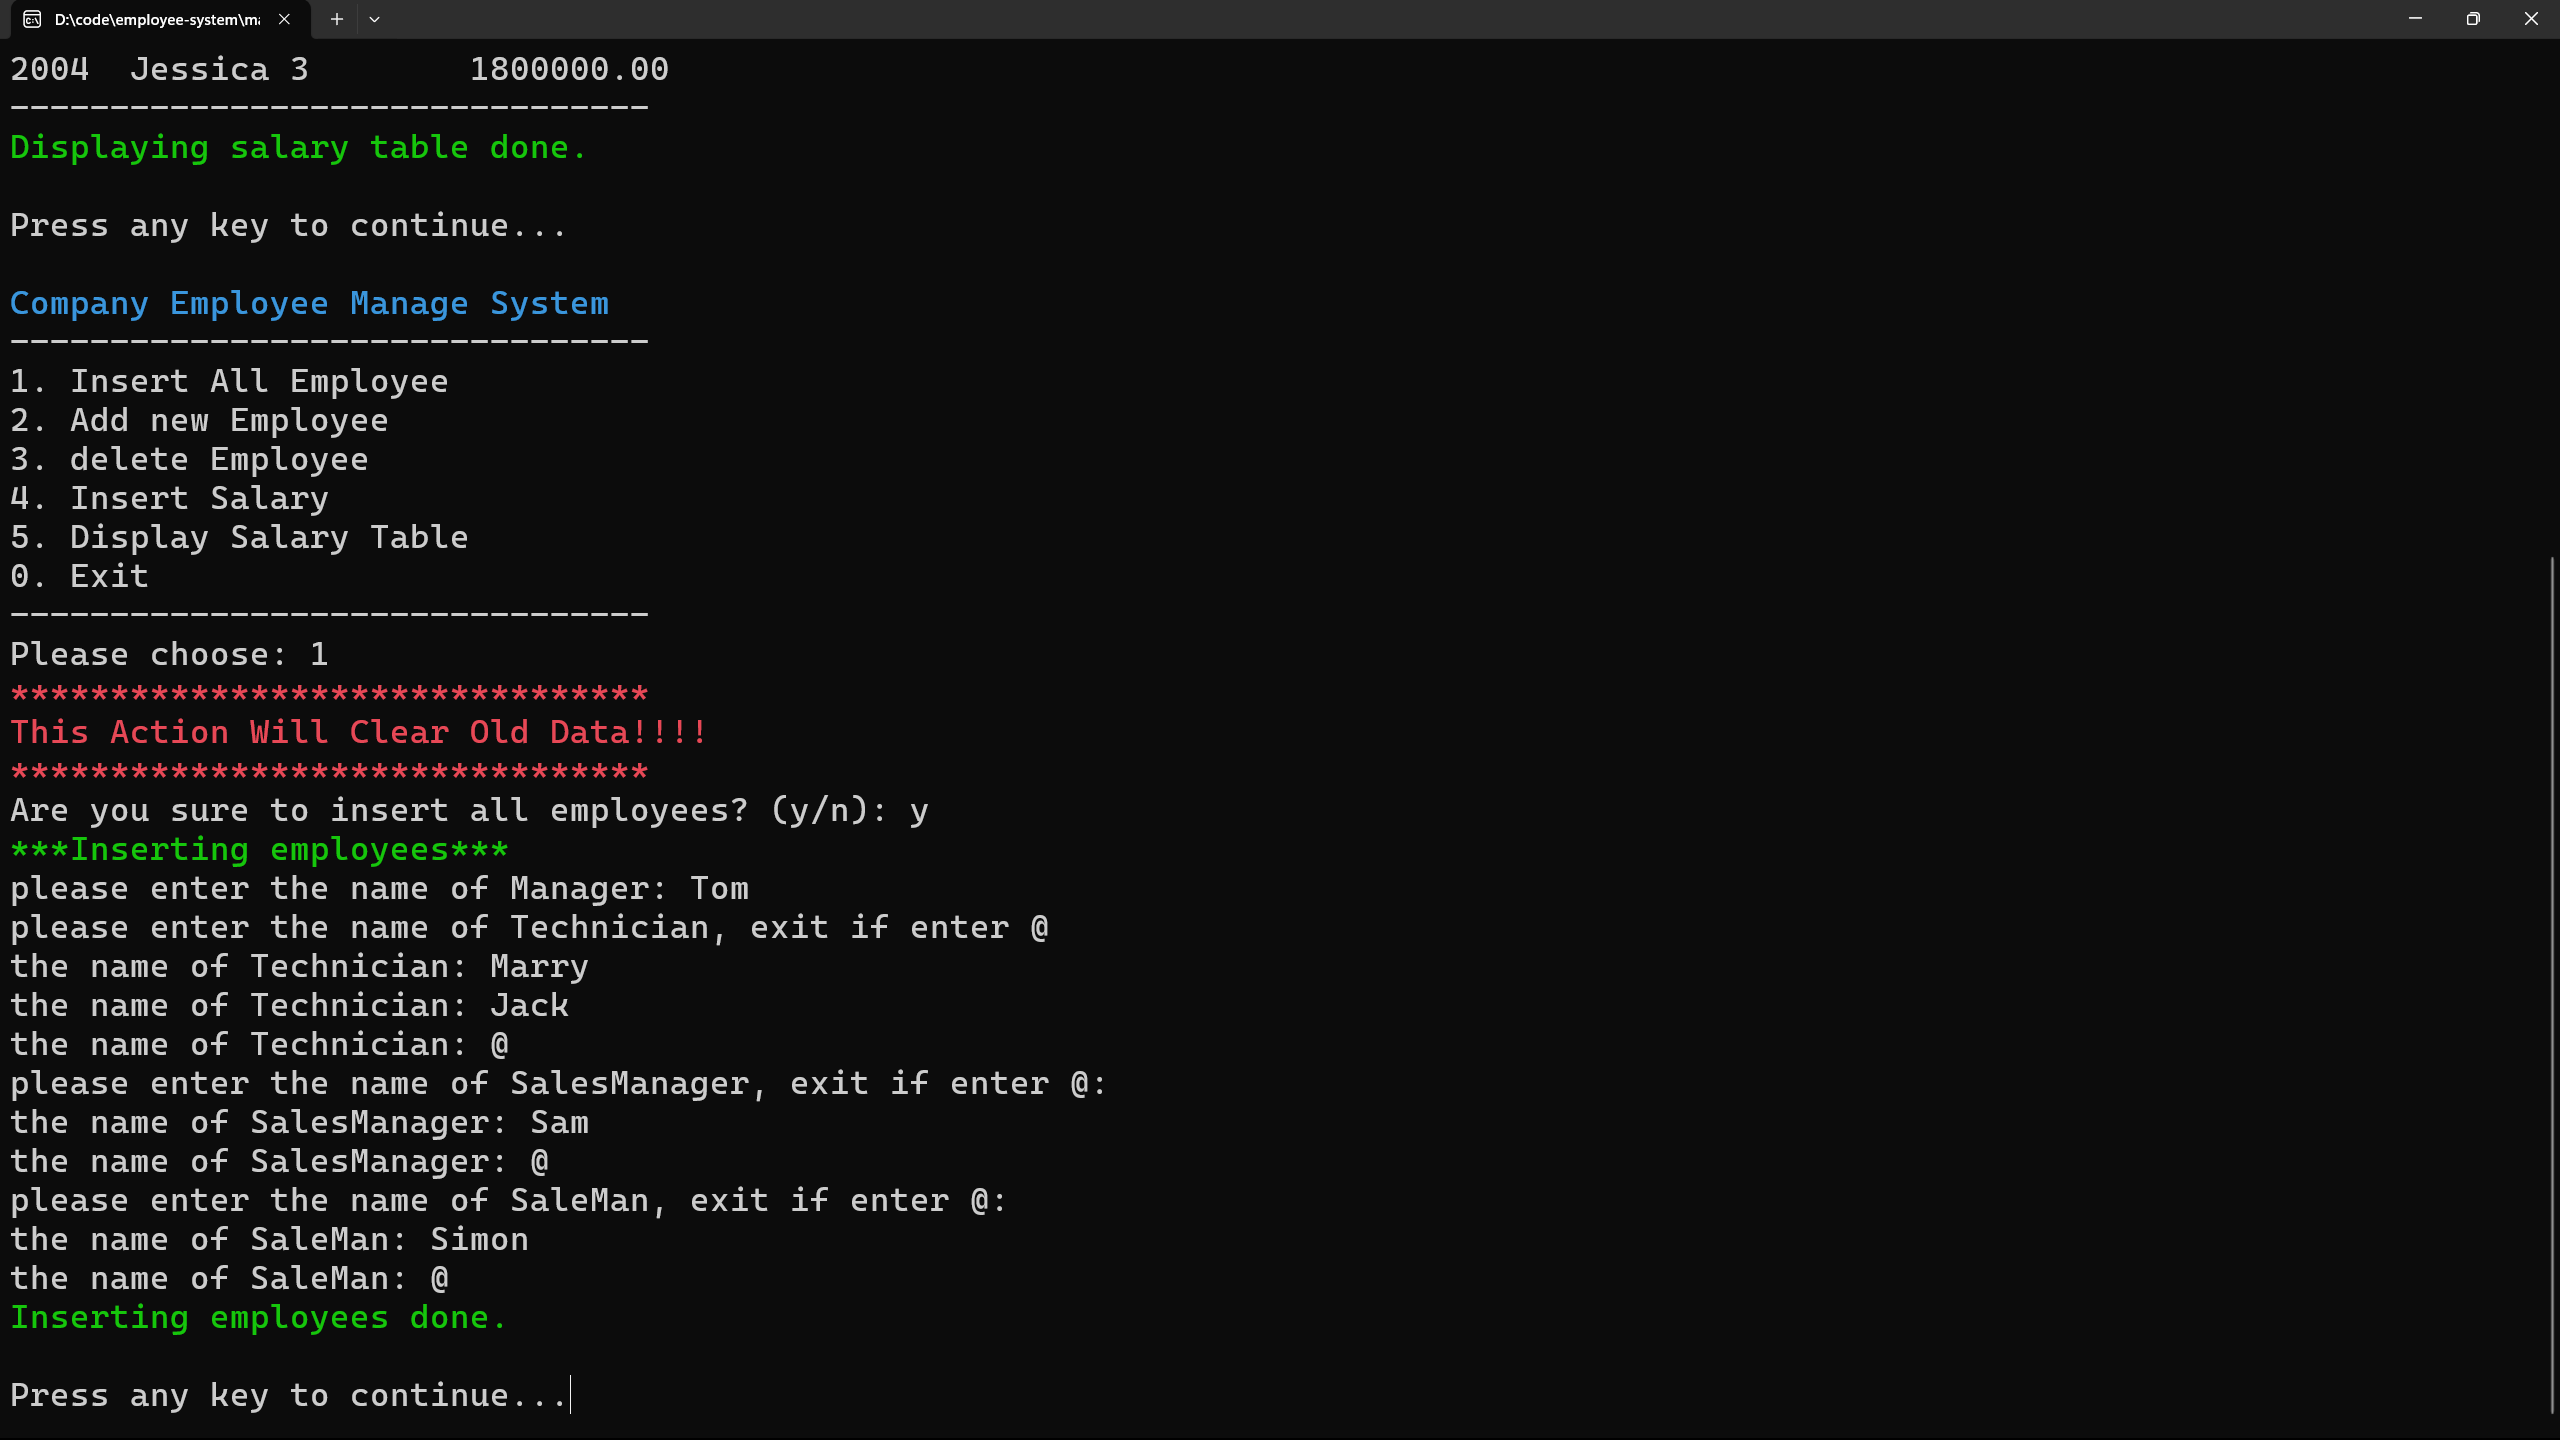 D:\code\employee-system\ma
2004  Jessica 3        1800000.00
--------------------------------
Displaying salary table done.
Press any key to continue...
Company Employee Manage System
--------------------------------
1. Insert All Employee
2. Add new Employee
3. delete Employee
4. Insert Salary
5. Display Salary Table
0. Exit
--------------------------------
Please choose: 1
********************************
This Action Will Clear Old Data!!!!
********************************
Are you sure to insert all employees? (y/n): y
***Inserting employees***
please enter the name of Manager: Tom
please enter the name of Technician, exit if enter @
the name of Technician: Marry
the name of Technician: Jack
the name of Technician: @
please enter the name of SalesManager, exit if enter @:
the name of SalesManager: Sam
the name of SalesManager: @
please enter the name of SaleMan, exit if enter @:
the name of SaleMan: Simon
the name of SaleMan: @
Inserting employees done.
Press any key to continue...